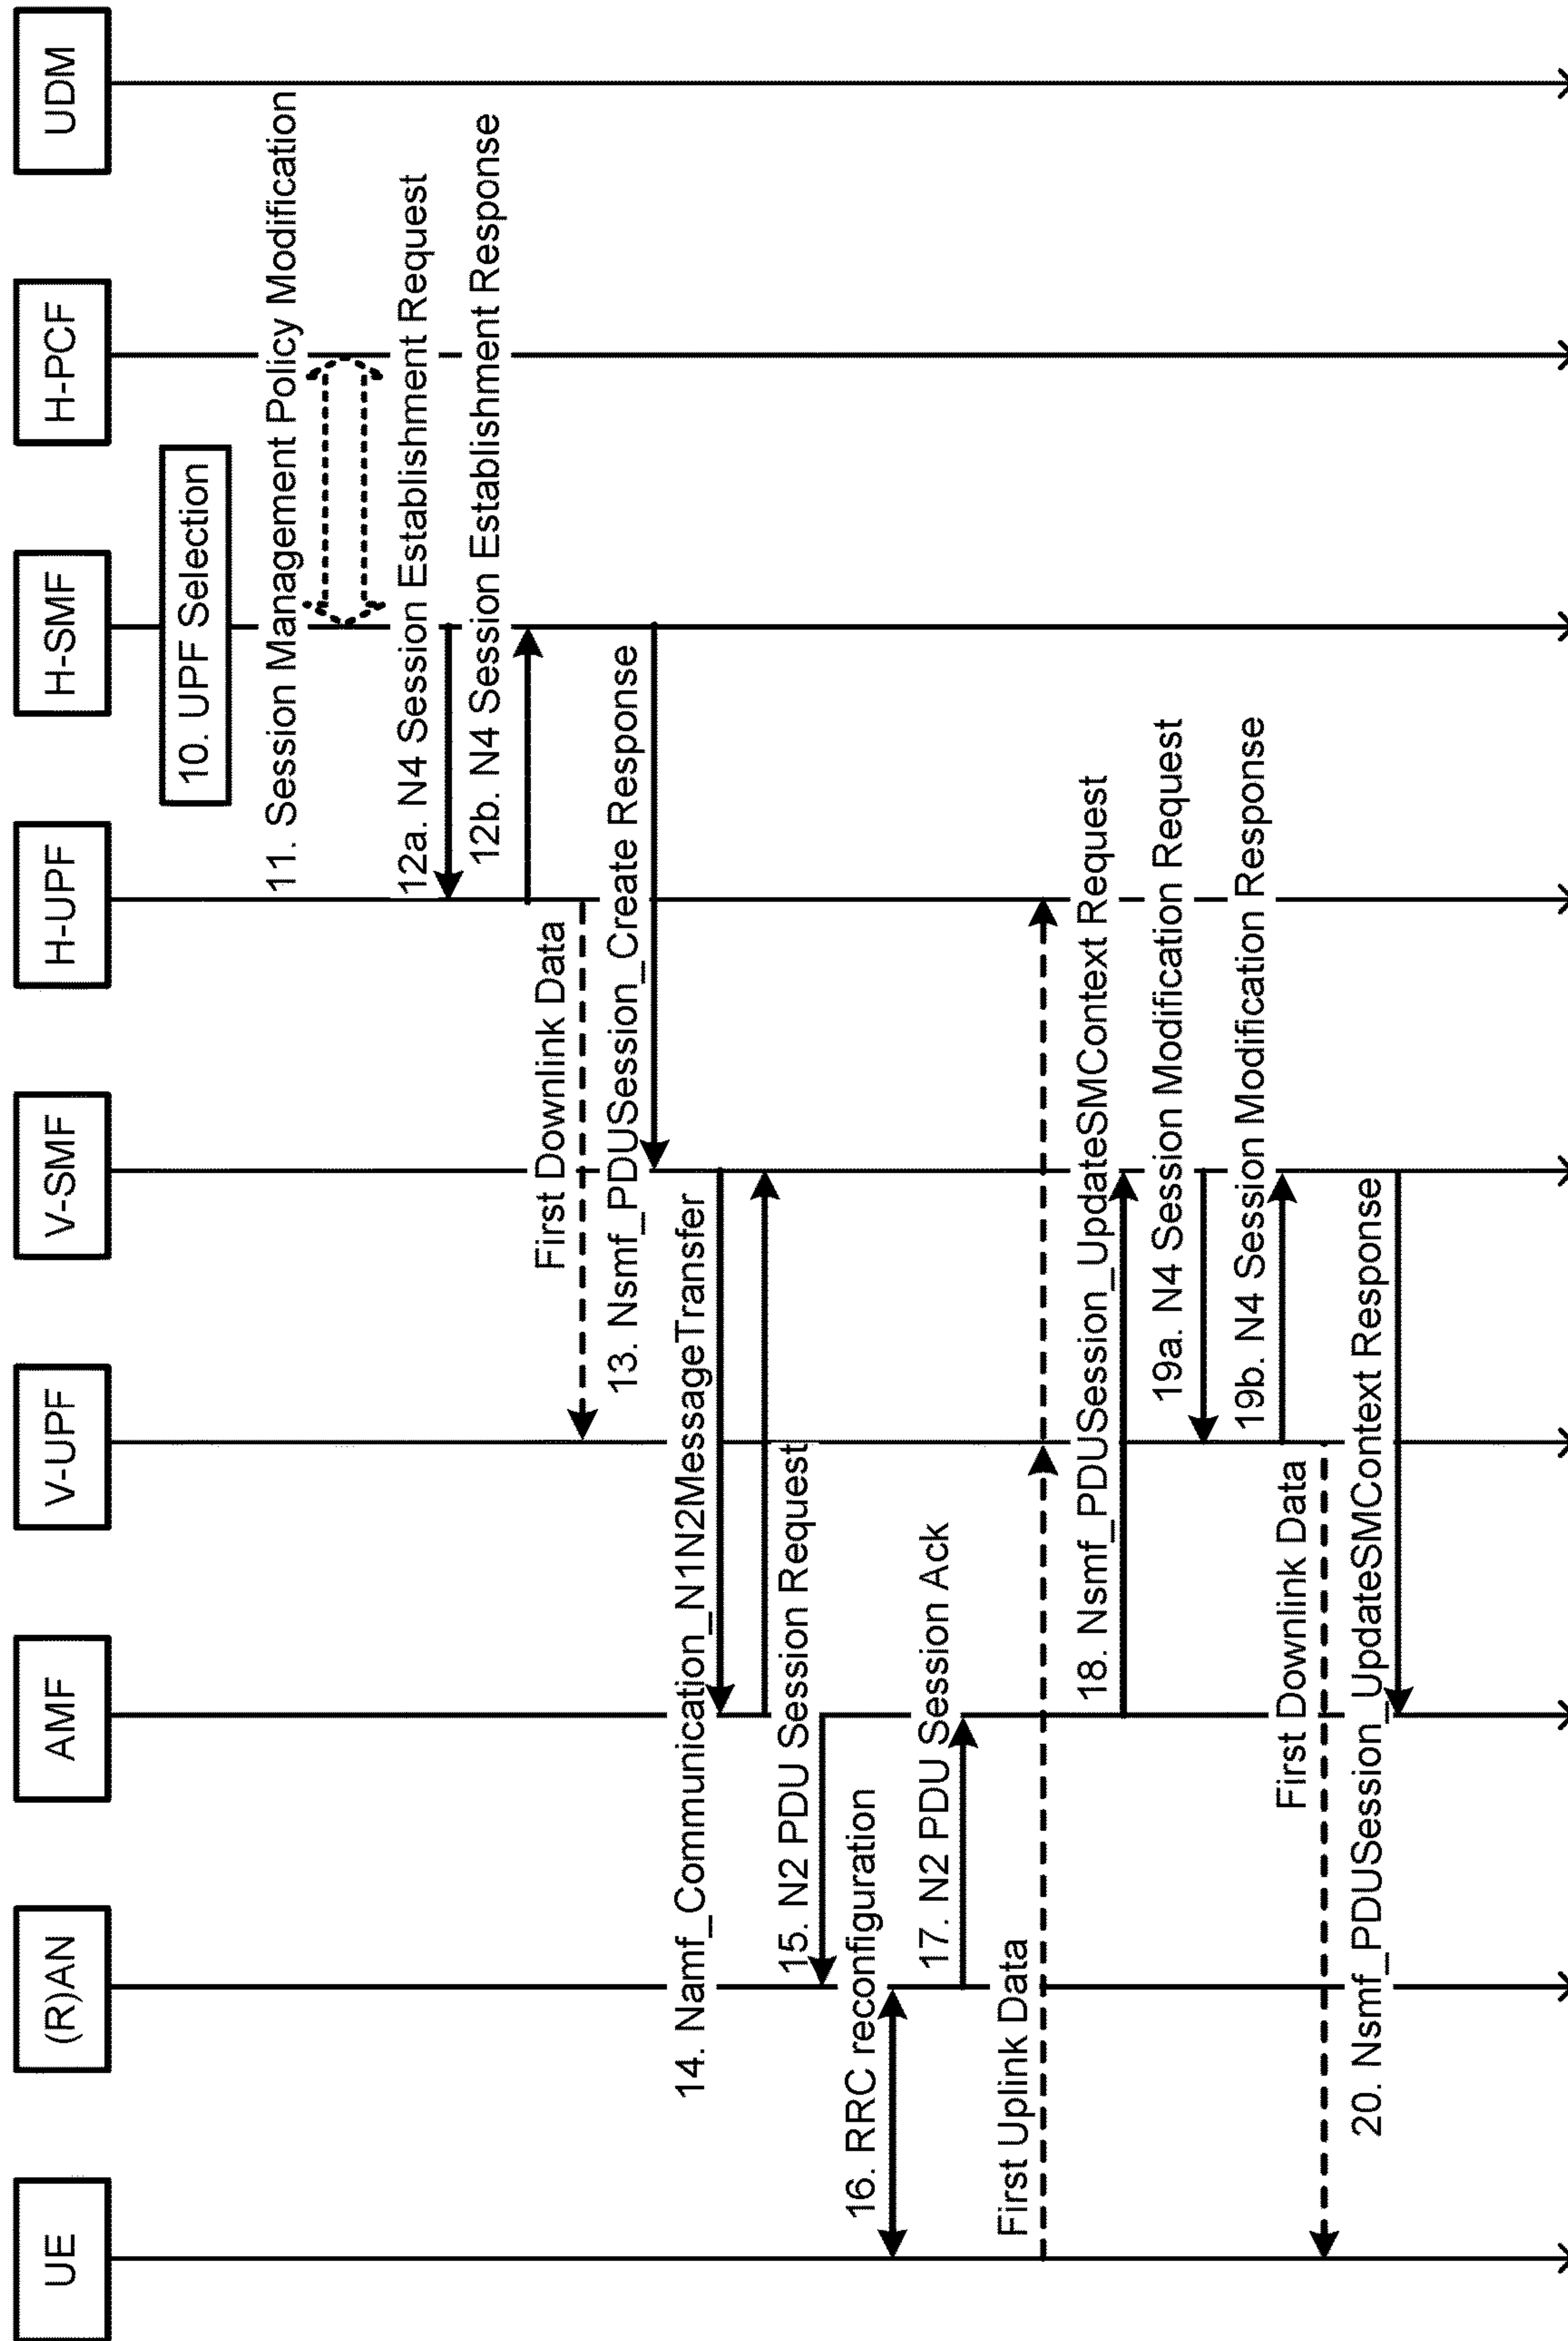 UE
(R)AN
AMF
V-UPF
V-SMF
H-UPF
H-SMF
H-PCF
UDM
10. UPF Selection
11. Session Management Policy Modification
12a. N4 Session Establishment Request
12b. N4 Session Establishment Response
First Downlink Data
13. Nsmf_PDUSession_Create Response
14. Namf_Communication_N1N2MessageTransfer
15. N2 PDU Session Request
16. RRC reconfiguration
17. N2 PDU Session Ack
First Uplink Data
18. Nsmf_PDUSession_UpdateSMContext Request
19a. N4 Session Modification Request
19b. N4 Session Modification Response
First Downlink Data
20. Nsmf_PDUSession_UpdateSMContext Response